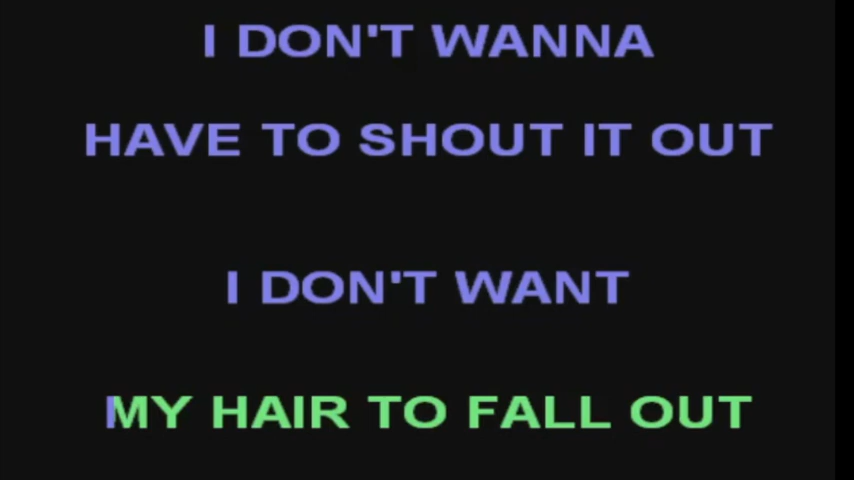 I DON'T WANNA
HAVE TO SHOUT IT OUT
I DON'T WANT
MY HAIR TO FALL OUT